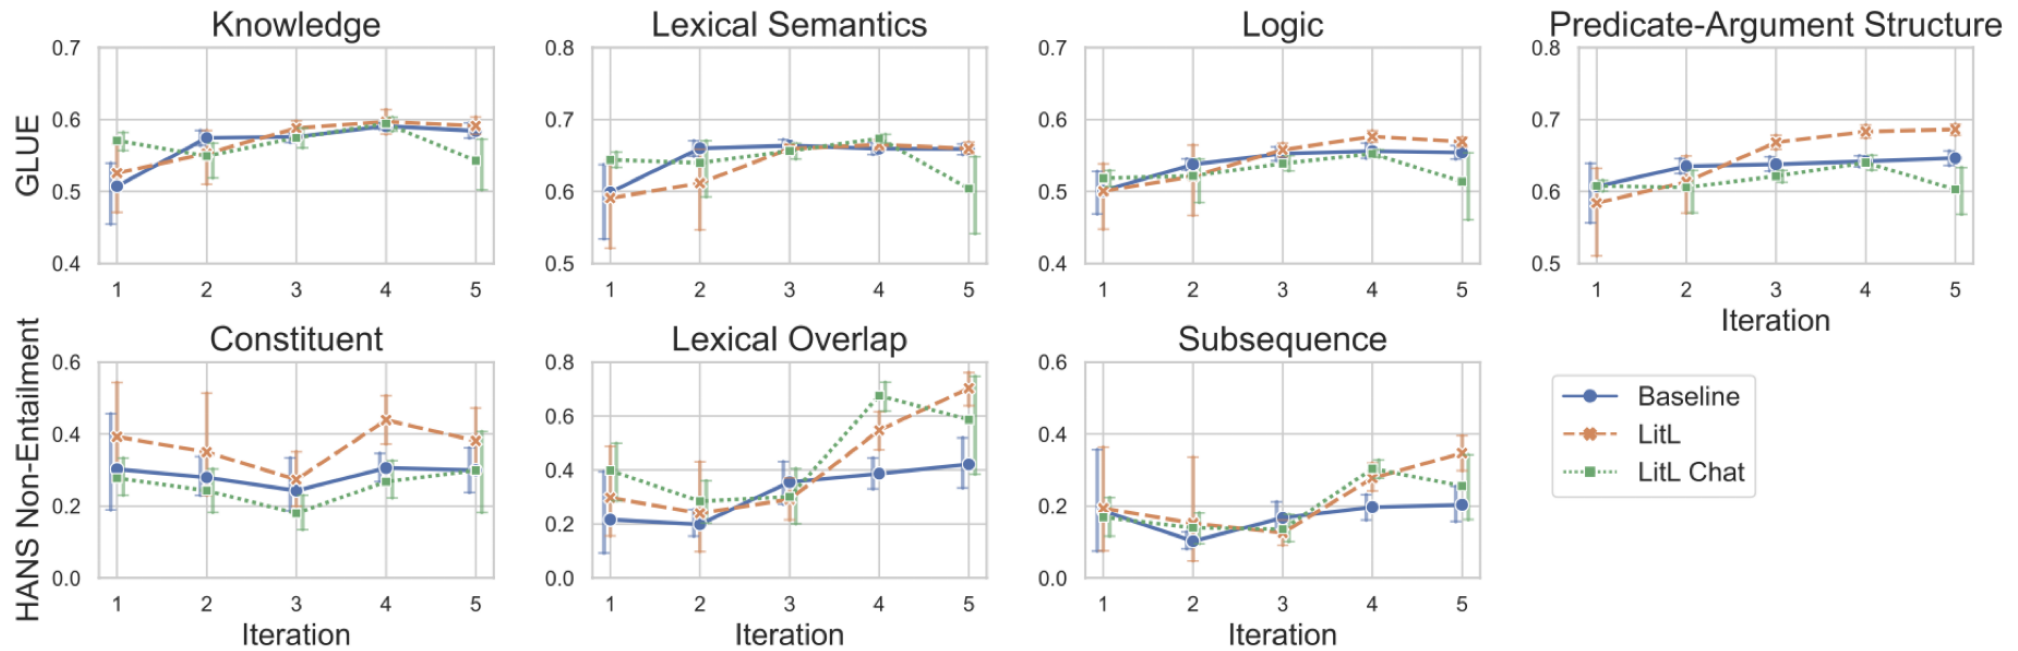 Knowledge
Lexical Semantics
Logic
Predicate-Argument Structure
GLUE
0.7
0.6
0.5
0.4
1 2 3 4 5
0.8
0.7
0.6
0.5
1 2 3 4 5
0.7
0.6
0.5
0.4
1 2 3 4 5
0.8
0.7
0.6
0.5
1 2 3 4 5
Iteration
HANS Non-Entailment
Constituent
0.6
0.4
0.2
0.0
1 2 3 4 5
Iteration
Lexical Overlap
0.8
0.6
0.4
0.2
0.0
1 2 3 4 5
Iteration
Subsequence
0.6
0.4
0.2
0.0
1 2 3 4 5
Iteration
Baseline
LitL
LitL Chat